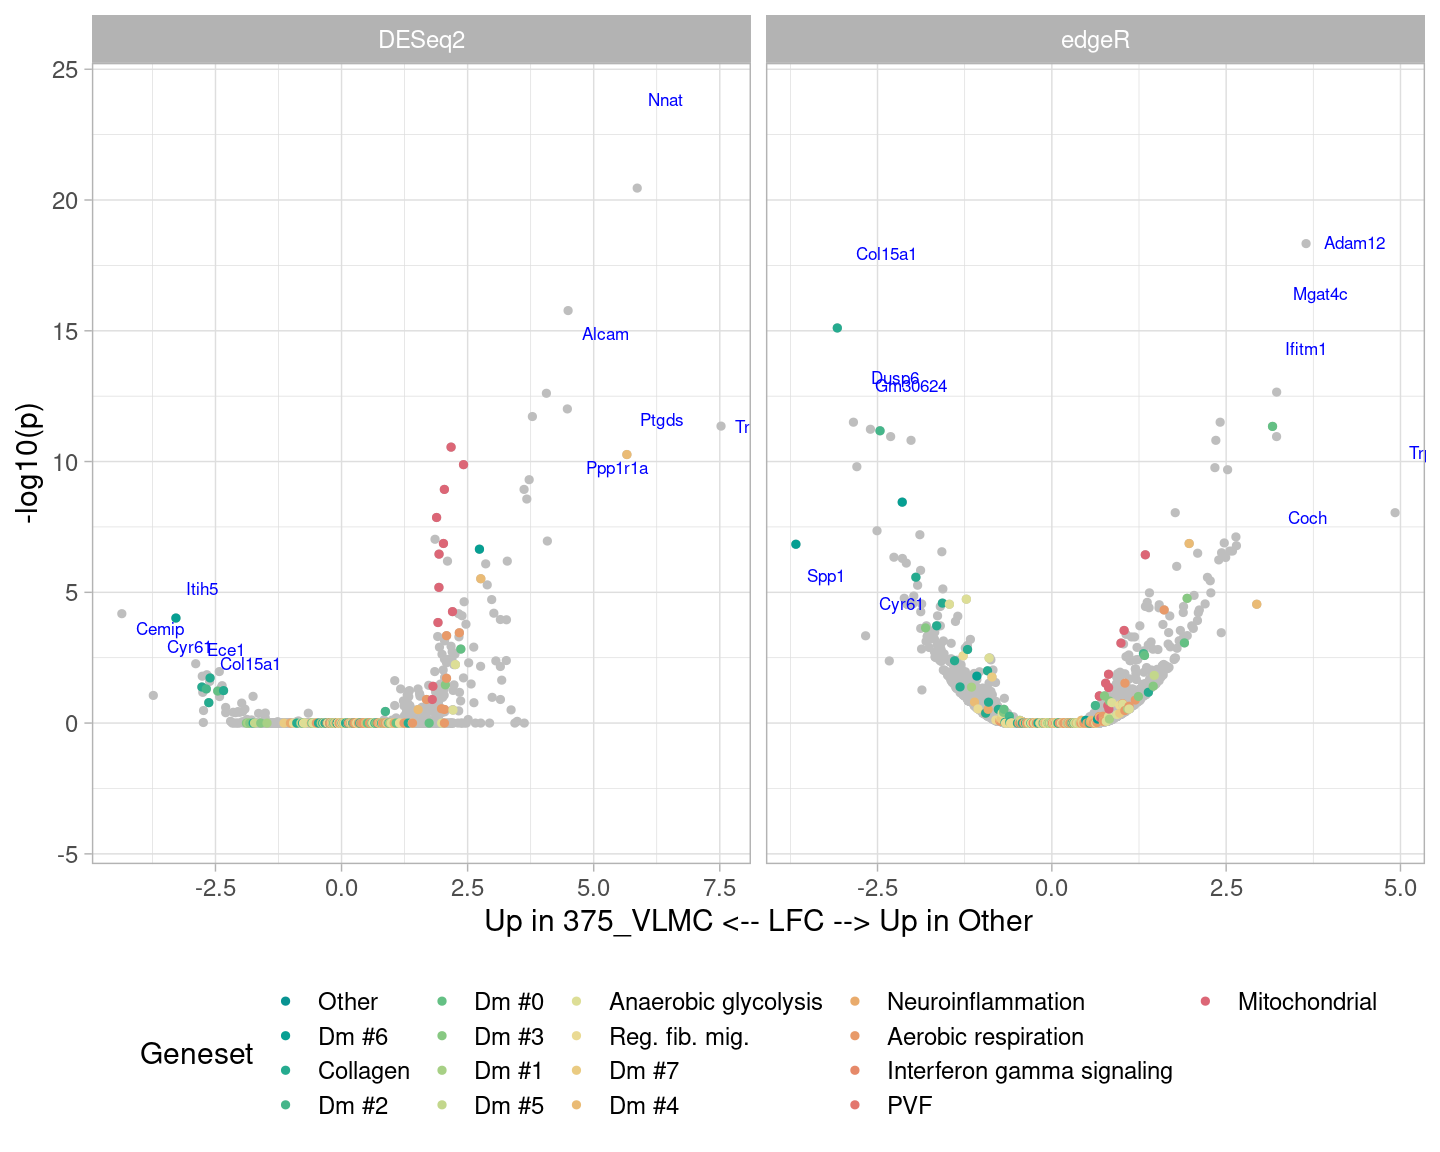 DESeq2
edgeR
25
20
15
10
5
0
-5
-log10(p)
Nnat
Alcam
Ptgds
Tr
Ppp1r1a
Itih5
Cemip
Cyr61
Ece1
Col15a1
Col15a1
Adam12
Mgat4c
Ifitm1
Dusp6
Gm30624
Coch
Spp1
Cyr61
-2.5 0.0 2.5 5.0 7.5
-2.5 0.0 2.5 5.0
Up in 375_VLMC <-- LFC --> Up in Other
Geneset
Other Dm #0 Anaerobic glycolysis Neuroinflammation Mitochondrial
Dm #6 Dm #3 Reg. fib. mig. Aerobic respiration
Collagen Dm #1 Dm #7 Interferon gamma signaling
Dm #2 Dm #5 Dm #4 PVF